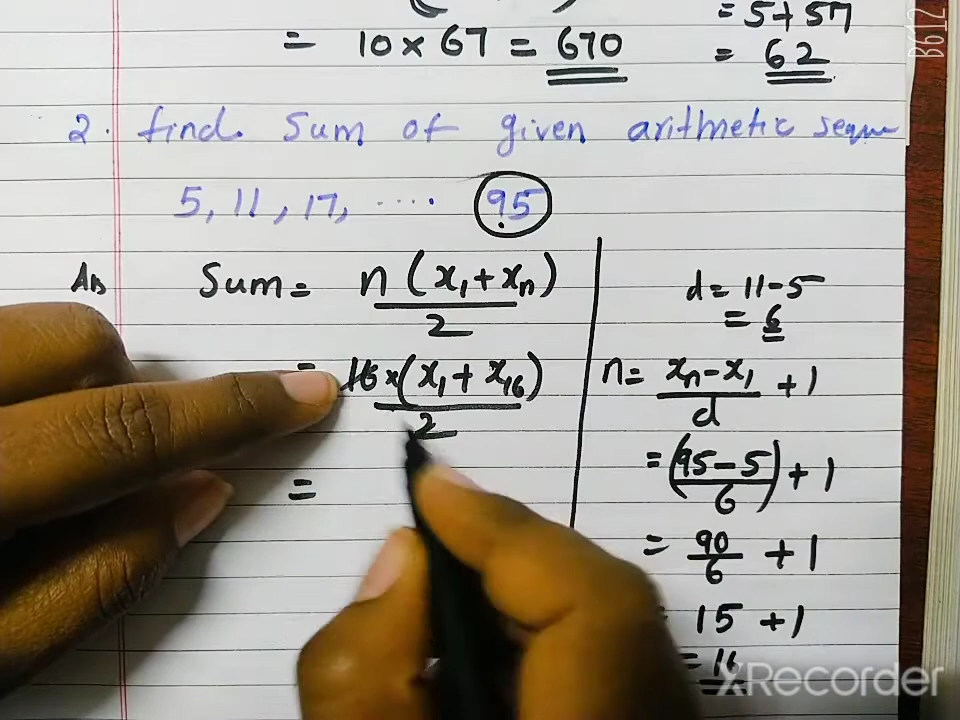 = 5+57
= 10 × 67 = 670
= 62
2. find sum of given arithmetic seque
5, 11, 17, .... 95
Ans Sum = n (x₁ + xₙ)
2
= 16 × (x₁ + x₁₆)
2
=
d = 11-5
= 6
n = xₙ - x₁ + 1
d
= (95 - 5) + 1
6
= 90 + 1
6
= 15 + 1
= 16
XRecorder
B612